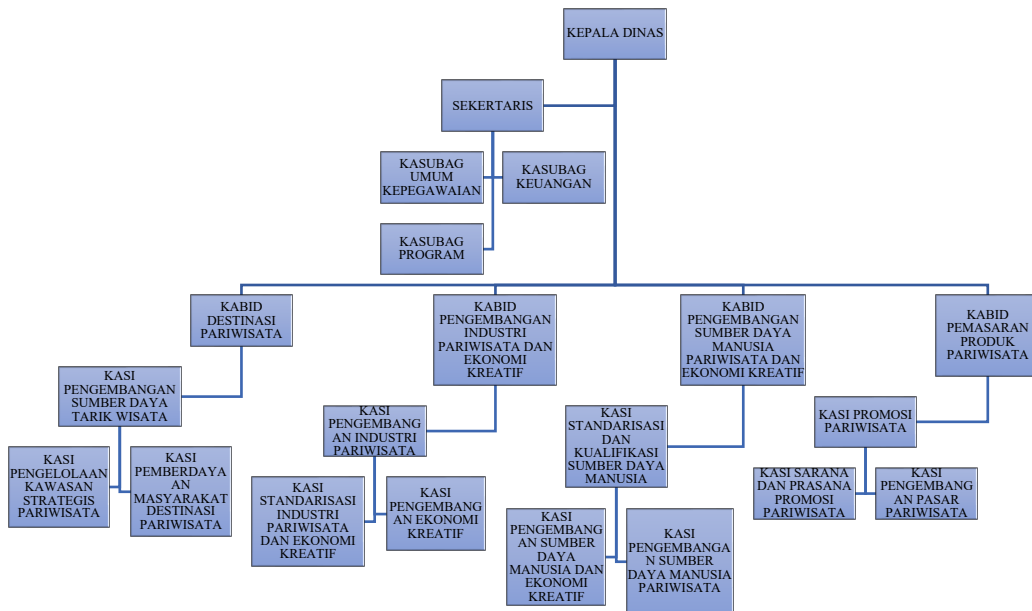 KEPALA DINAS
SEKERTARIS
KASUBAG
UMUM
KEPEGAWAIAN
KASUBAG
KEUANGAN
KASUBAG
PROGRAM
KABID
DESTINASI
PARIWISATA
KABID
PENGEMBANGAN
INDUSTRI
PARIWISATA DAN
EKONOMI
KREATIF
KABID
PENGEMBANGAN
SUMBER DAYA
MANUSIA
PARIWISATA DAN
EKONOMI KREATIF
KABID
PEMASARAN
PRODUK
PARIWISATA
KASI
PENGEMBANGAN
SUMBER DAYA
TARIK WISATA
KASI
PENGELOLAAN
KAWASAN
STRATEGIS
PARIWISATA
KASI
PEMBERDAYA
AN
MASYARAKAT
DESTINASI
PARIWISATA
KASI
PENGEMBANG
AN INDUSTRI
PARIWISATA
KASI
STANDARISASI
INDUSTRI
PARIWISATA
DAN EKONOMI
KREATIF
KASI
PENGEMBANG
AN EKONOMI
KREATIF
KASI
STANDARISASI
DAN
KUALIFIKASI
SUMBER DAYA
MANUSIA
KASI
PENGEMBANG
AN SUMBER
DAYA
MANUSIA DAN
EKONOMI
KREATIF
KASI
PENGEMBANGA
N SUMBER
DAYA MANUSIA
PARIWISATA
KASI PROMOSI
PARIWISATA
KASI SARANA
DAN PRASANA
PROMOSI
PARIWISATA
KASI
PENGEMBANG
AN PASAR
PARIWISATA